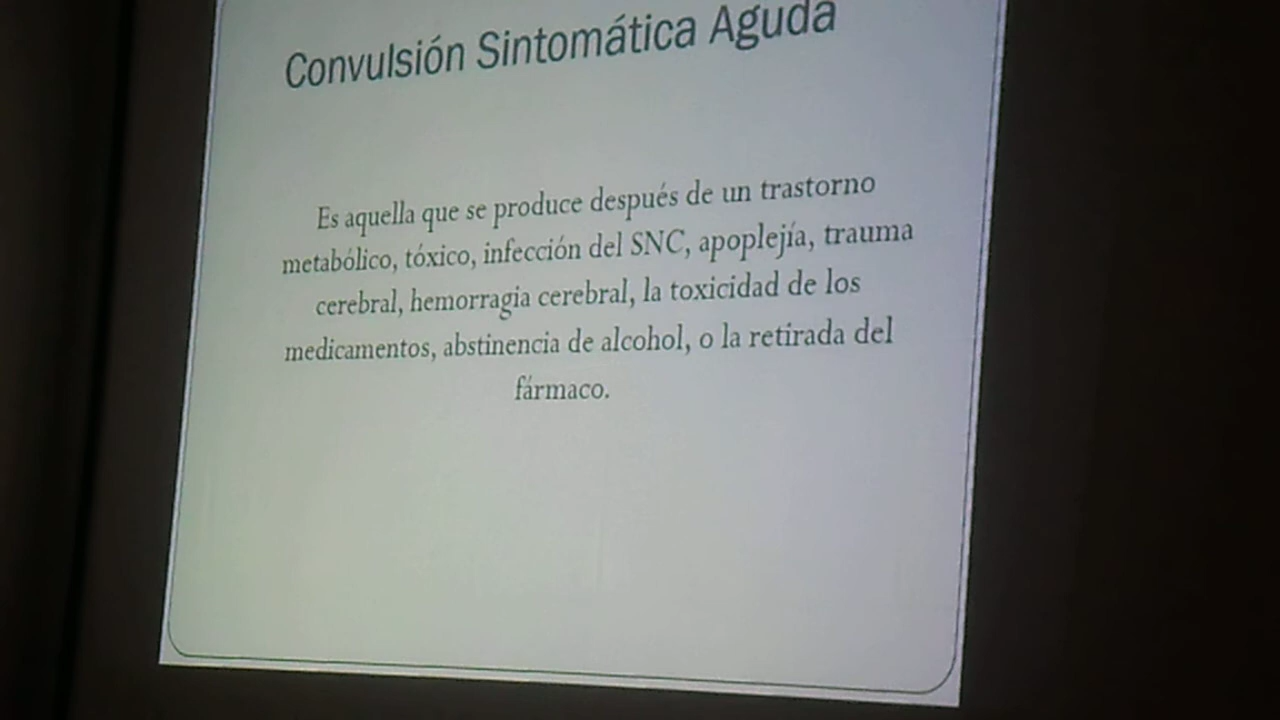 Convulsión Sintomática Aguda
Es aquella que se produce después de un trastorno
metabólico, tóxico, infección del SNC, apoplejía, trauma
cerebral, hemorragia cerebral, la toxicidad de los
medicamentos, abstinencia de alcohol, o la retirada del
fármaco.